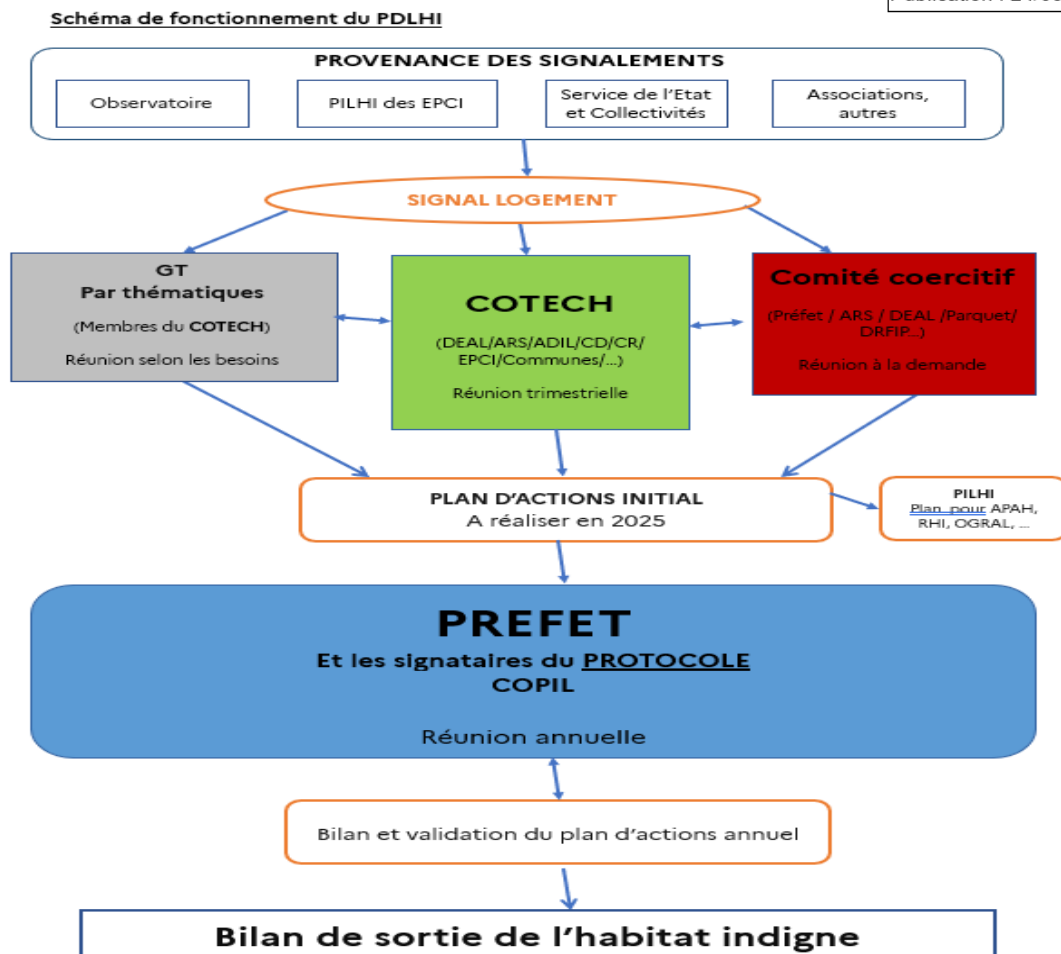 Schéma de fonctionnement du PDLHI
PROVENANCE DES SIGNALEMENTS
Observatoire
PILHI des EPCI
Service de l'Etat
et Collectivités
Associations,
autres
SIGNAL LOGEMENT
GT
Par thématiques
(Membres du COTECH)
Réunion selon les besoins
COTECH
(DEAL/ARS/ADIL/CD/CR/
EPCI/Communes/...)
Réunion trimestrielle
Comité coercitif
(Préfet / ARS / DEAL /Parquet/
DRFIP...)
Réunion à la demande
PLAN D'ACTIONS INITIAL
A réaliser en 2025
PILHI
Plan pour APAH,
RHI, OGRAL, ...
PREFET
Et les signataires du PROTOCOLE
COPIL
Réunion annuelle
Bilan et validation du plan d'actions annuel
Bilan de sortie de l'habitat indigne